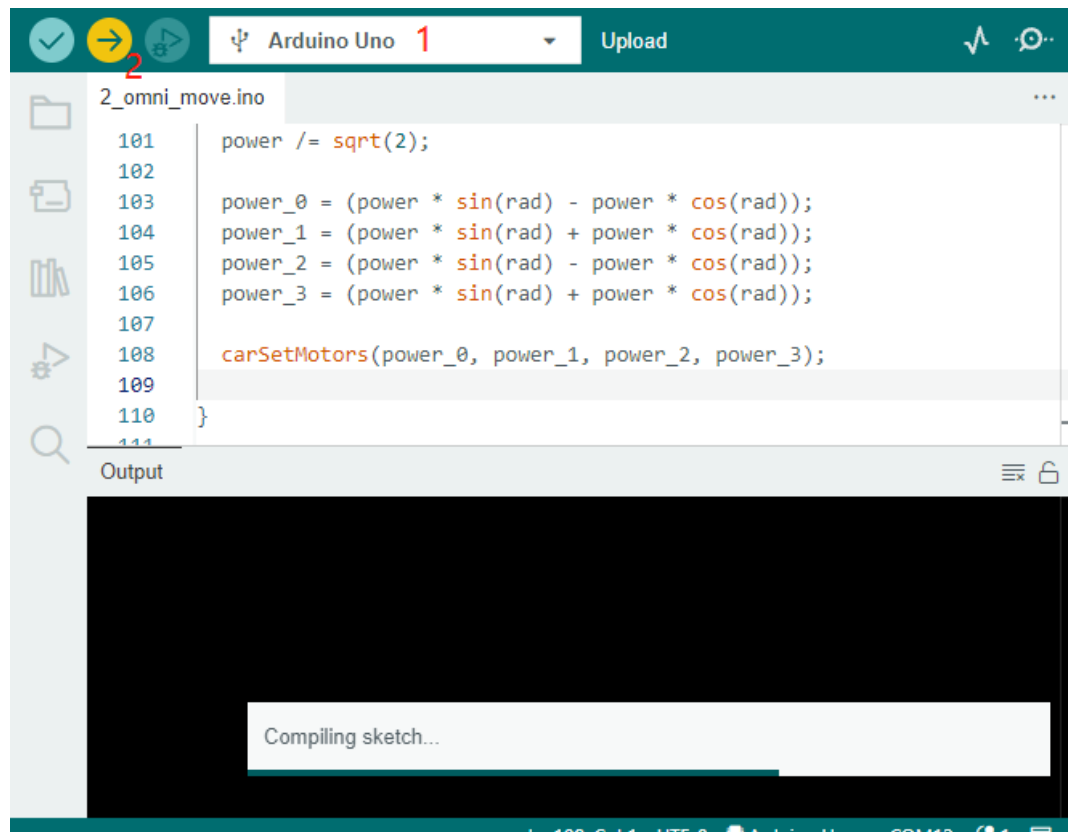 Arduino Uno 1 Upload
2
2_omni_move.ino
101 power /= sqrt(2);
102
103 power_0 = (power * sin(rad) - power * cos(rad));
104 power_1 = (power * sin(rad) + power * cos(rad));
105 power_2 = (power * sin(rad) - power * cos(rad));
106 power_3 = (power * sin(rad) + power * cos(rad));
107
108 carSetMotors(power_0, power_1, power_2, power_3);
109
110 }
111
Output
Compiling sketch...